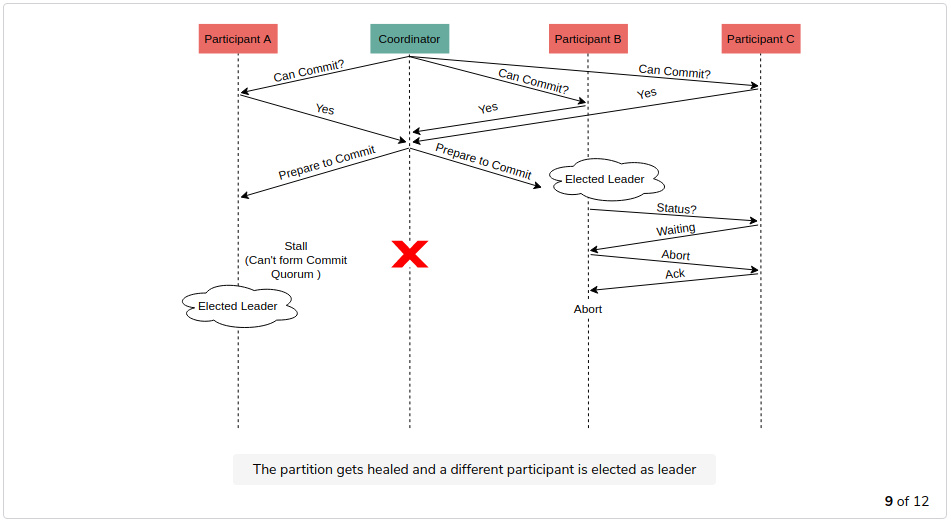 Participant A
Coordinator
Participant B
Participant C
Can Commit?
Can Commit?
Can Commit?
Yes
Yes
Yes
Prepare to Commit
Prepare to Commit
Elected Leader
Status?
Waiting
Abort
Ack
Stall
(Can't form Commit
Quorum )
Elected Leader
Abort
The partition gets healed and a different participant is elected as leader
9 of 12